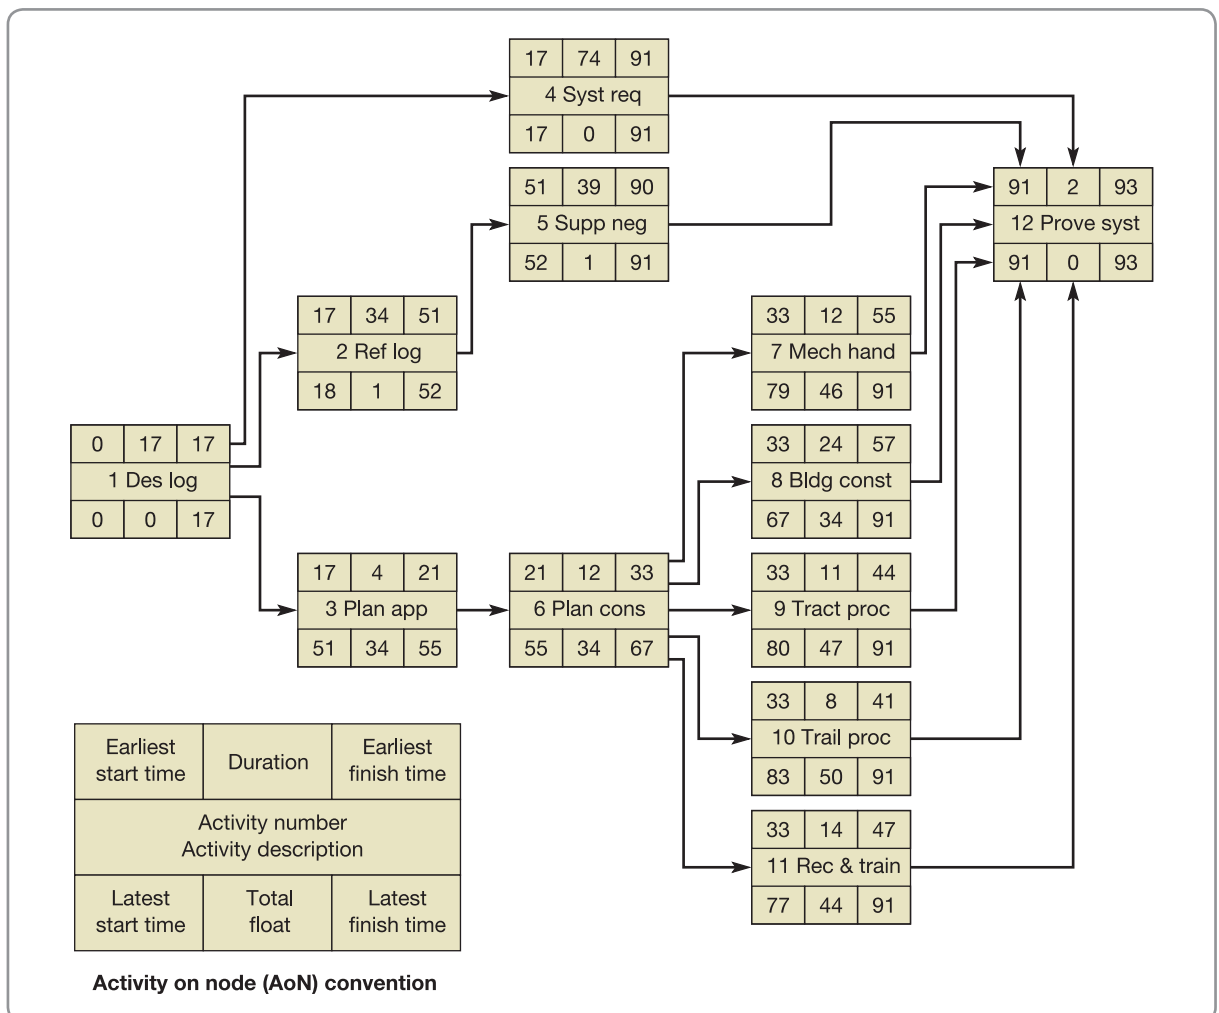 17 74 91
4 Syst req
17 0 91
51 39 90
5 Supp neg
52 1 91
91 2 93
12 Prove syst
91 0 93
17 34 51
2 Ref log
18 1 52
33 12 55
7 Mech hand
79 46 91
0 17 17
1 Des log
0 0 17
33 24 57
8 Bldg const
67 34 91
17 4 21
3 Plan app
51 34 55
21 12 33
6 Plan cons
55 34 67
33 11 44
9 Tract proc
80 47 91
33 8 41
10 Trail proc
83 50 91
33 14 47
11 Rec & train
77 44 91
Earliest
start time
Duration
Earliest
finish time
Activity number
Activity description
Latest
start time
Total
float
Latest
finish time
Activity on node (AoN) convention